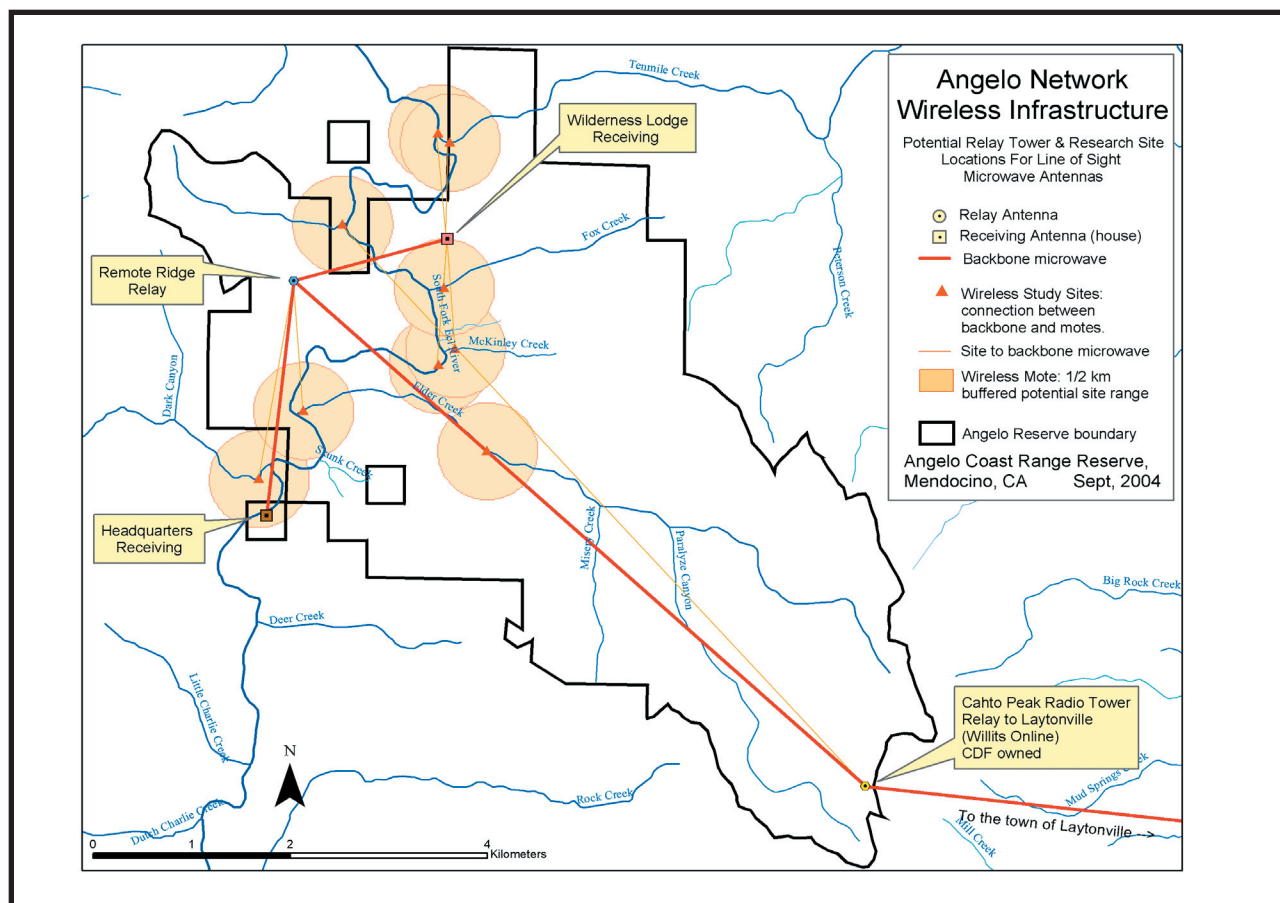 Angelo Network
Wireless Infrastructure
Potential Relay Tower & Research Site
Locations For Line of Sight
Microwave Antennas
Relay Antenna
Receiving Antenna (house)
Backbone microwave
Wireless Study Sites:
connection between
backbone and motes.
Site to backbone microwave
Wireless Mote: 1/2 km
buffered potential site range
Angelo Reserve boundary
Angelo Coast Range Reserve,
Mendocino, CA Sept, 2004
Tenmile Creek
Wilderness Lodge
Receiving
Fox Creek
Peterson Creek
Remote Ridge
Relay
South Fork Eel River
McKinley Creek
Dark Canyon
Elder Creek
Skunk Creek
Headquarters
Receiving
Misery Creek
Paralyze Canyon
Big Rock Creek
Deer Creek
Little Charlie Creek
Cahto Peak Radio Tower
Relay to Laytonville
(Willits Online)
CDF owned
N
Rock Creek
Mud Springs Creek
Dutch Charlie Creek
Mill Creek
To the town of Laytonville -->
0 2 4
Kilometers